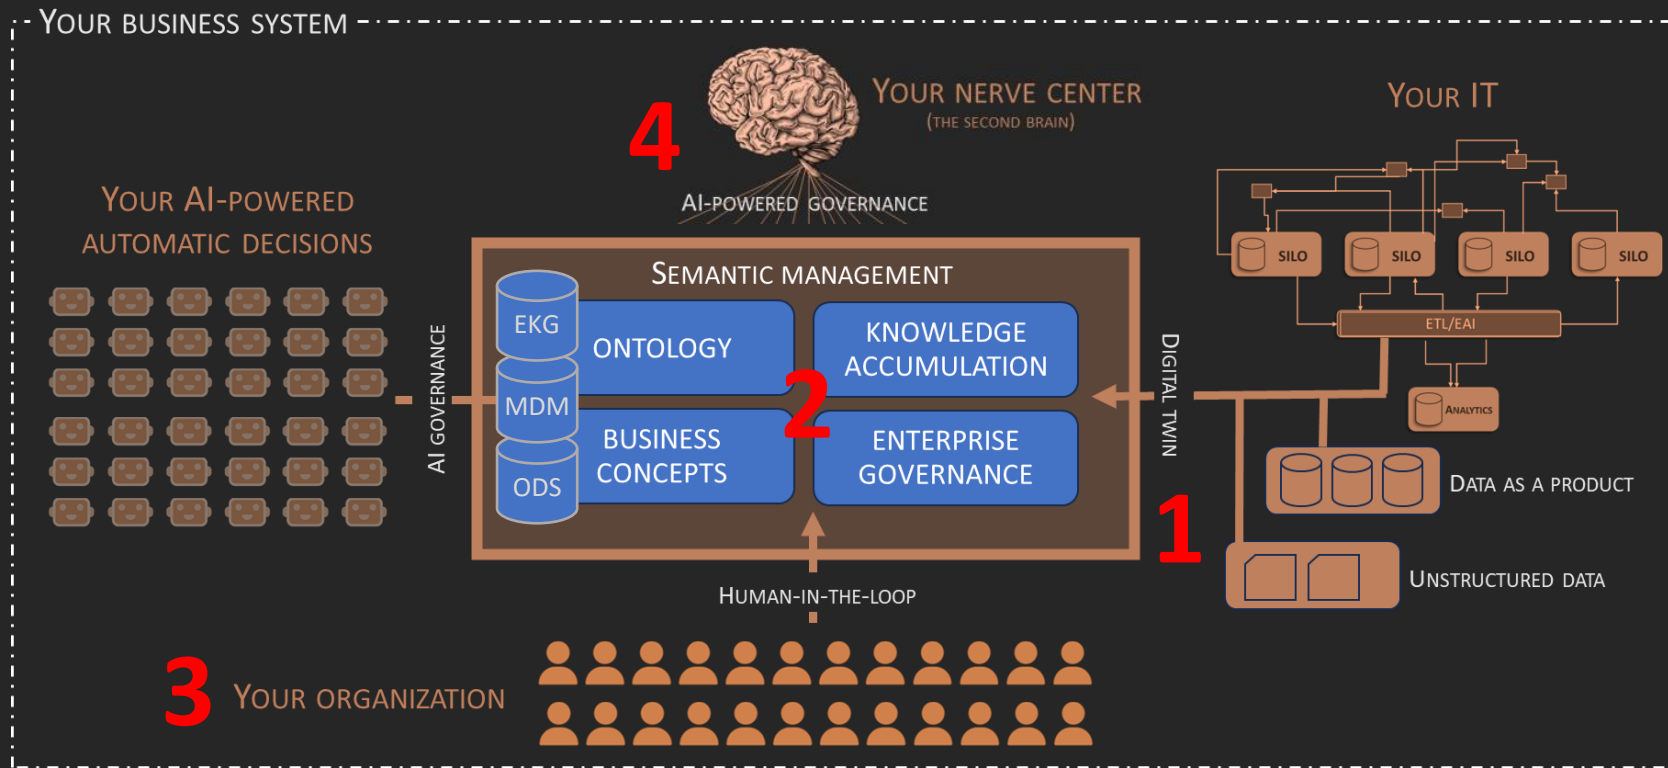 YOUR BUSINESS SYSTEM
4
YOUR NERVE CENTER
(THE SECOND BRAIN)
AI-POWERED GOVERNANCE
YOUR IT
SILO
SILO
SILO
SILO
ETL/EAI
ANALYTICS
DATA AS A PRODUCT
UNSTRUCTURED DATA
1
DIGITAL TWIN
YOUR AI-POWERED
AUTOMATIC DECISIONS
AI GOVERNANCE
SEMANTIC MANAGEMENT
EKG
MDM
ODS
ONTOLOGY
KNOWLEDGE
ACCUMULATION
2
BUSINESS
CONCEPTS
ENTERPRISE
GOVERNANCE
HUMAN-IN-THE-LOOP
3
YOUR ORGANIZATION